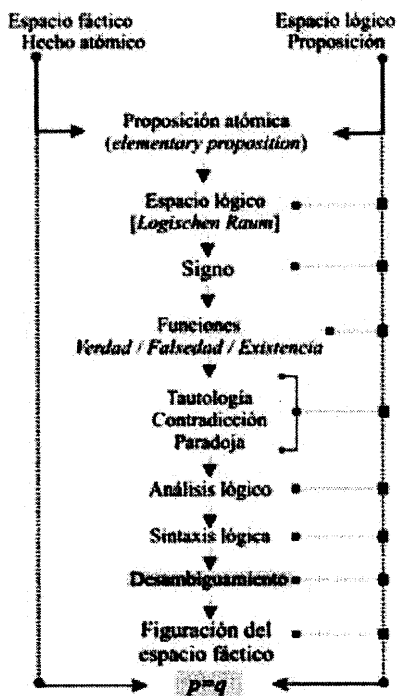 Espacio fáctico
Hecho atómico
Espacio lógico
Proposición
Proposición atómica
(elementary proposition)
Espacio lógico
[Logischen Raum]
Signo
Funciones
Verdad / Falsedad / Existencia
Tautología
Contradicción
Paradoja
Análisis lógico
Sintaxis lógica
Desambiguamiento
Figuración del
espacio fáctico
p=q